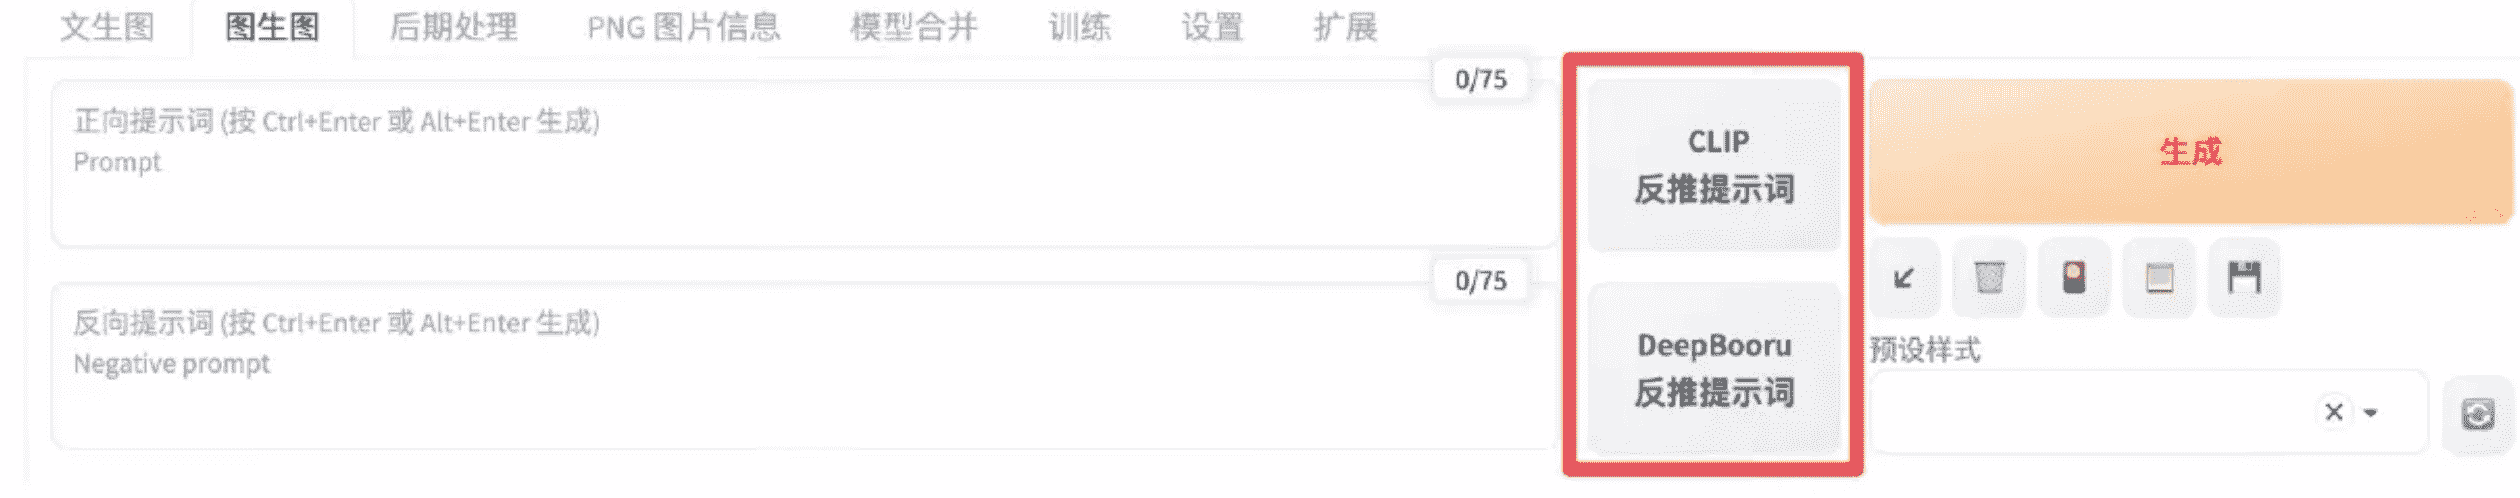 文生图 图生图 后期处理 PNG 图片信息 模型合并 训练 设置 扩展
0/75
正向提示词 (按 Ctrl+Enter 或 Alt+Enter 生成)
Prompt
CLIP
反推提示词
生成
0/75
反向提示词 (按 Ctrl+Enter 或 Alt+Enter 生成)
Negative prompt
DeepBooru
反推提示词
预设样式